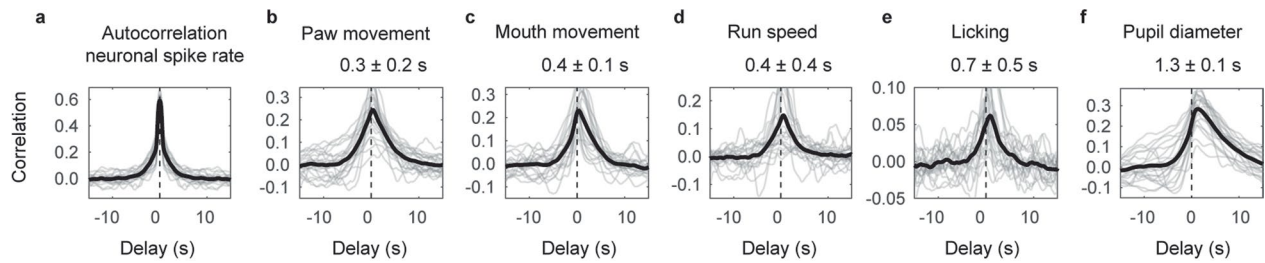 a
Autocorrelation
neuronal spike rate
b
Paw movement
0.3 ± 0.2 s
c
Mouth movement
0.4 ± 0.1 s
d
Run speed
0.4 ± 0.4 s
e
Licking
0.7 ± 0.5 s
f
Pupil diameter
1.3 ± 0.1 s
Correlation
0.6
0.4
0.2
0.0
-10 0 10
Delay (s)
0.3
0.2
0.1
0.0
-0.1
-10 0 10
Delay (s)
0.3
0.2
0.1
0.0
-0.1
-10 0 10
Delay (s)
0.2
0.1
0.0
-0.1
-10 0 10
Delay (s)
0.10
0.05
0.00
-0.05
-10 0 10
Delay (s)
0.3
0.2
0.1
0.0
-0.1
-10 0 10
Delay (s)